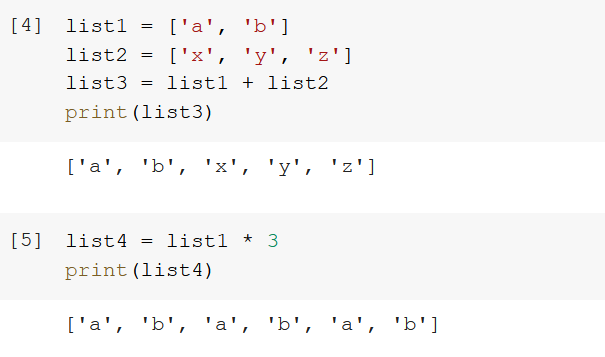 [4] list1 = ['a', 'b']
list2 = ['x', 'y', 'z']
list3 = list1 + list2
print(list3)
['a', 'b', 'x', 'y', 'z']
[5] list4 = list1 * 3
print(list4)
['a', 'b', 'a', 'b', 'a', 'b']